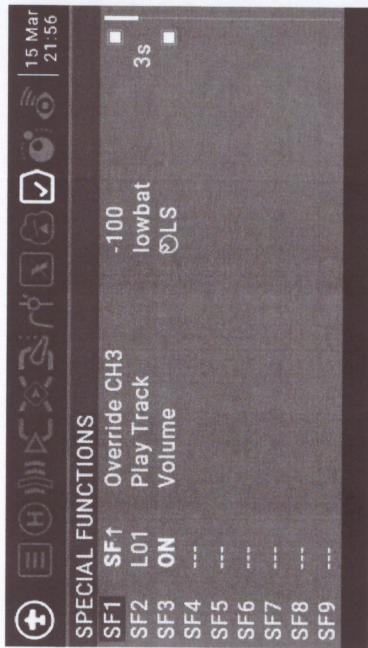 15 Mar
21:56
SPECIAL FUNCTIONS
SF1 SF↑ Override CH3 -100
SF2 L01 Play Track lowbat 3s
SF3 ON Volume LS
SF4 ---
SF5 ---
SF6 ---
SF7 ---
SF8 ---
SF9 ---